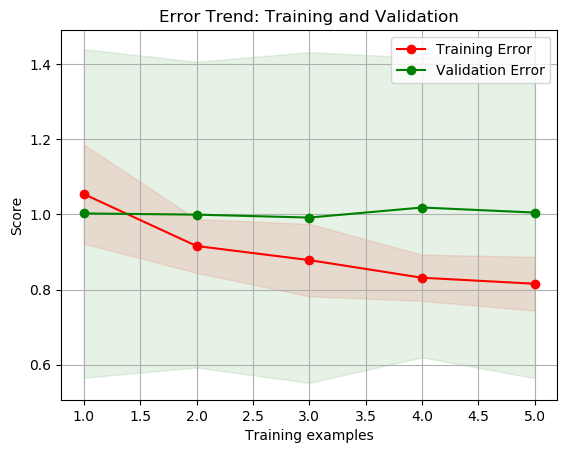 Error Trend: Training and Validation
Training Error
Validation Error
Score
1.4
1.2
1.0
0.8
0.6
1.0 1.5 2.0 2.5 3.0 3.5 4.0 4.5 5.0
Training examples